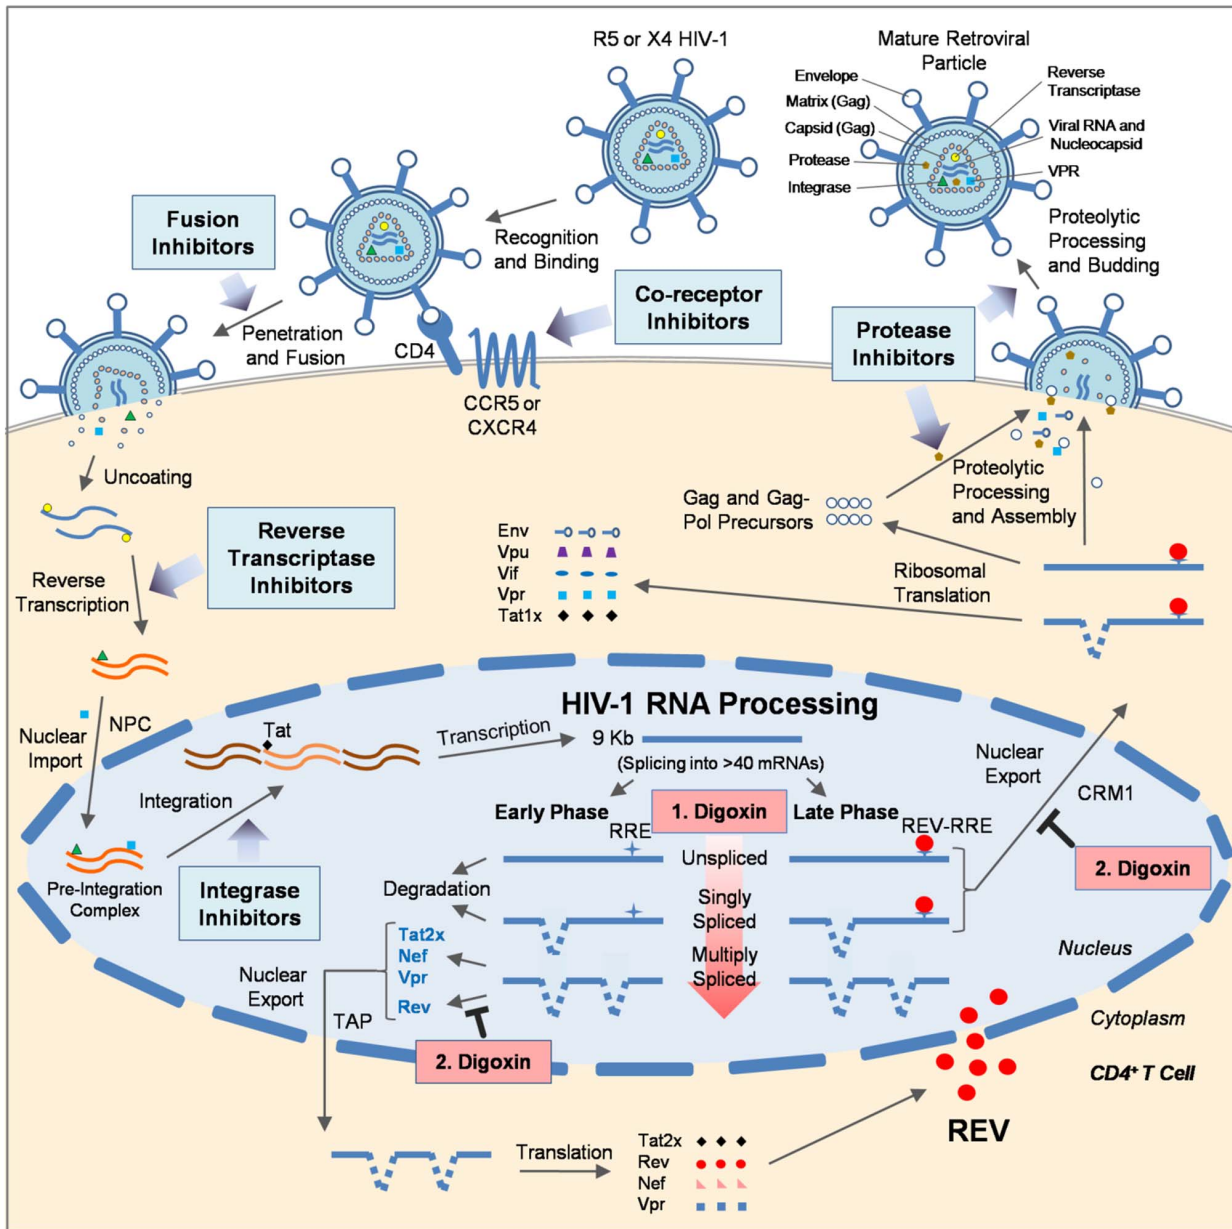 R5 or X4 HIV-1
Mature Retroviral
Particle
Envelope
Matrix (Gag)
Capsid (Gag)
Protease
Integrase
Reverse
Transcriptase
Viral RNA and
Nucleocapsid
VPR
Fusion
Inhibitors
Recognition
and Binding
Proteolytic
Processing
and Budding
Co-receptor
Inhibitors
Protease
Inhibitors
Penetration
and Fusion
CD4
CCR5 or
CXCR4
Uncoating
Reverse
Transcriptase
Inhibitors
Reverse
Transcription
Gag and Gag-
Pol Precursors
Proteolytic
Processing
and Assembly
Env
Vpu
Vif
Vpr
Tat1x
Ribosomal
Translation
NPC
Nuclear
Import
Tat
Transcription
HIV-1 RNA Processing
9 Kb
(Splicing into >40 mRNAs)
Nuclear
Export
CRM1
Integration
Early Phase
1. Digoxin
Late Phase
RRE
REV-RRE
Unspliced
Singly
Spliced
Multiply
Spliced
2. Digoxin
Pre-Integration
Complex
Integrase
Inhibitors
Degradation
Tat2x
Nef
Vpr
Rev
Nuclear
Export
TAP
2. Digoxin
Nucleus
Cytoplasm
CD4+ T Cell
REV
Translation
Tat2x
Rev
Nef
Vpr